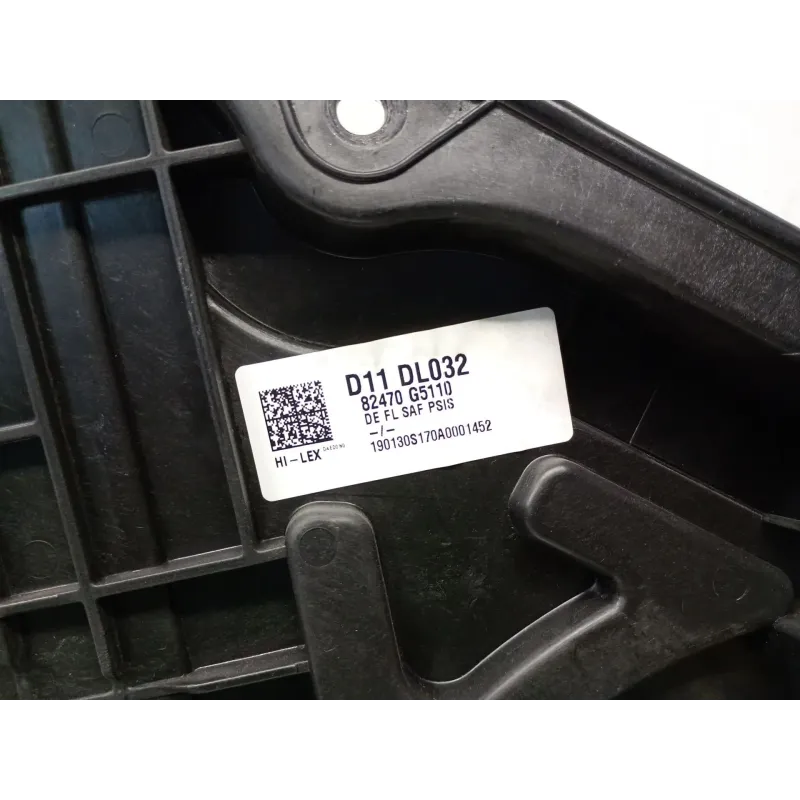 D11 DL032
82470 G5110
DE FL SAF PSIS
-/-
190130S170A0001452
HI-LEX